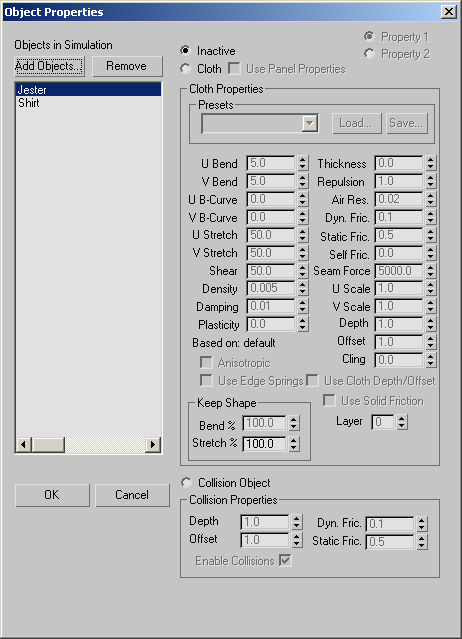 Object Properties
Objects in Simulation
Add Objects... Remove
Jester
Shirt
OK Cancel
Inactive Property 1
Property 2
Cloth Use Panel Properties
Cloth Properties
Presets
Load... Save...
U Bend 5.0 Thickness 0.0
V Bend 5.0 Repulsion 1.0
U B-Curve 0.0 Air Res. 0.02
V B-Curve 0.0 Dyn. Fric. 0.1
U Stretch 50.0 Static Fric. 0.5
V Stretch 50.0 Self Fric. 0.0
Shear 50.0 Seam Force 5000.0
Density 0.005 U Scale 1.0
Damping 0.01 V Scale 1.0
Plasticity 0.0 Depth 1.0
Based on: default Offset 1.0
Anisotropic Cling 0.0
Use Edge Springs Use Cloth Depth/Offset
Keep Shape Use Solid Friction
Bend % 100.0 Layer 0
Stretch % 100.0
Collision Object
Collision Properties
Depth 1.0 Dyn. Fric. 0.1
Offset 1.0 Static Fric. 0.5
Enable Collisions